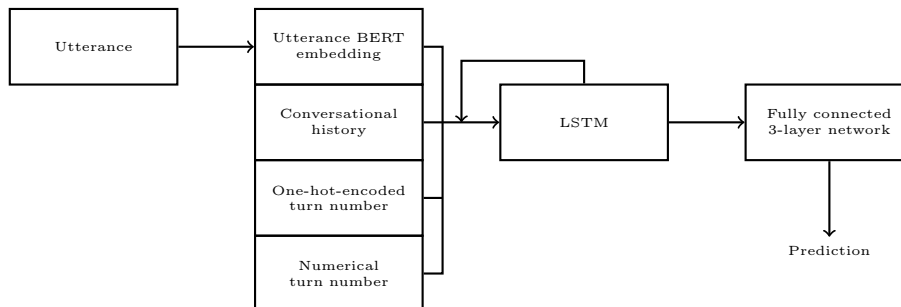 Utterance
Utterance BERT
embedding
Conversational
history
One-hot-encoded
turn number
Numerical
turn number
LSTM
Fully connected
3-layer network
Prediction